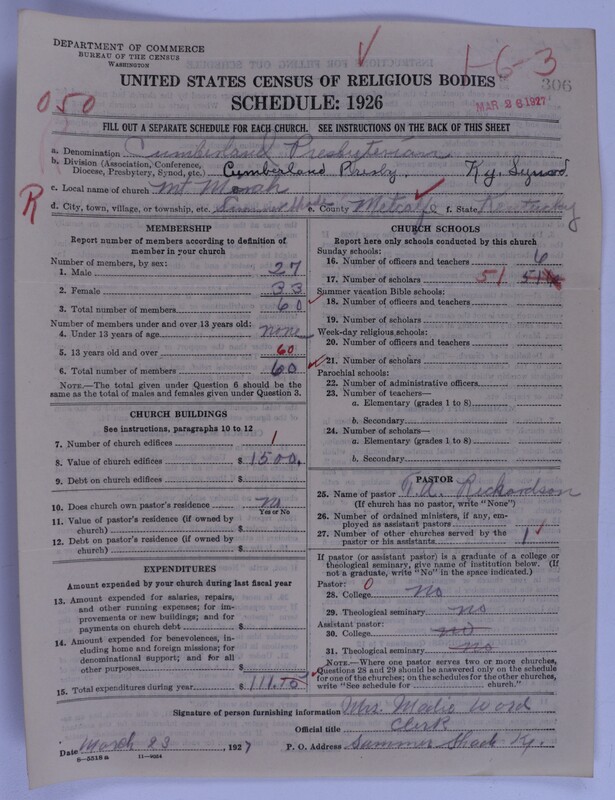 DEPARTMENT OF COMMERCE
BUREAU OF THE CENSUS
WASHINGTON
1-6-3
306
UNITED STATES CENSUS OF RELIGIOUS BODIES
SCHEDULE: 1926
MAR 26 1927
050
FILL OUT A SEPARATE SCHEDULE FOR EACH CHURCH. SEE INSTRUCTIONS ON THE BACK OF THIS SHEET
a. Denomination Cumberland Presbyterian
b. Division (Association, Conference, Diocese, Presbytery, Synod, etc.) Cumberland Presby. Ky. Synod
c. Local name of church Mt Moriah
R
d. City, town, village, or township, etc. e. County Metcalfe f. State Kentucky
MEMBERSHIP
Report number of members according to definition of
member in your church
Number of members, by sex:
1. Male 27
2. Female 33
3. Total number of members 60
Number of members under and over 13 years old:
4. Under 13 years of age none
5. 13 years old and over 60
6. Total number of members 60
NOTE.—The total given under Question 6 should be
the same as the total of males and females given under Question 3.
CHURCH BUILDINGS
See instructions, paragraphs 10 to 12
7. Number of church edifices 1
8. Value of church edifices $ 1500.
9. Debt on church edifices $
10. Does church own pastor's residence? no
Yes or No
11. Value of pastor's residence (if owned by
church) $
12. Debt on pastor's residence (if owned by
church) $
EXPENDITURES
Amount expended by your church during last fiscal year
13. Amount expended for salaries, repairs,
and other running expenses; for im-
provements or new buildings; and for
payments on church debt $
14. Amount expended for benevolences, in-
cluding home and foreign missions; for
denominational support; and for all
other purposes $
15. Total expenditures during year $ 111.50
CHURCH SCHOOLS
Report here only schools conducted by this church
Sunday schools:
16. Number of officers and teachers 6
17. Number of scholars 51 51
Summer vacation Bible schools:
18. Number of officers and teachers
19. Number of scholars
Week-day religious schools:
20. Number of officers and teachers
21. Number of scholars
Parochial schools:
22. Number of administrative officers
23. Number of teachers—
a. Elementary (grades 1 to 8)
b. Secondary
24. Number of scholars—
a. Elementary (grades 1 to 8)
b. Secondary
PASTOR
25. Name of pastor Richardson
(If church has no pastor, write "None")
26. Number of ordained ministers, if any, em-
ployed as assistant pastors
27. Number of other churches served by the
pastor or his assistants 1
If pastor (or assistant pastor) is a graduate of a college or
theological seminary, give name of institution below. (If
not a graduate, write "No" in the space indicated.)
Pastor: 0
28. College no
29. Theological seminary no
Assistant pastor:
30. College no
31. Theological seminary no
NOTE.—Where one pastor serves two or more churches,
Questions 28 and 29 should be answered only on the schedule
for one of the churches; on the schedules for the other churches,
write "See schedule for church."
Signature of person furnishing information Mrs. Word
Official title Clerk
Date March 23, 1927 P. O. Address Summer Shade Ky.
8-5518a 11-9024